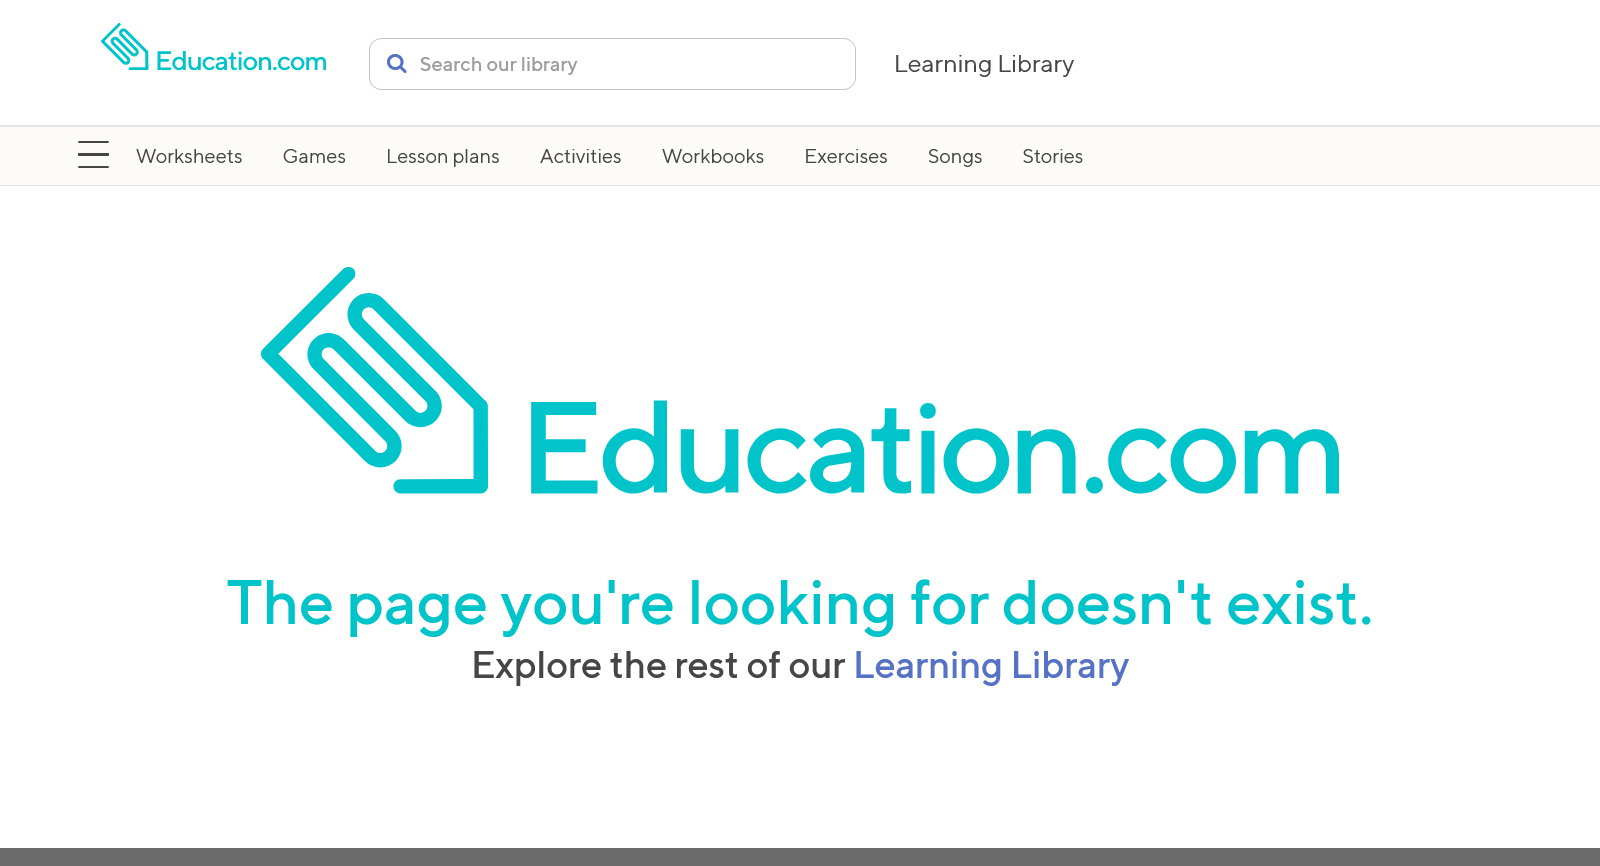 Education.com
Search our library
Learning Library
Worksheets Games Lesson plans Activities Workbooks Exercises Songs Stories
Education.com
The page you're looking for doesn't exist.
Explore the rest of our Learning Library